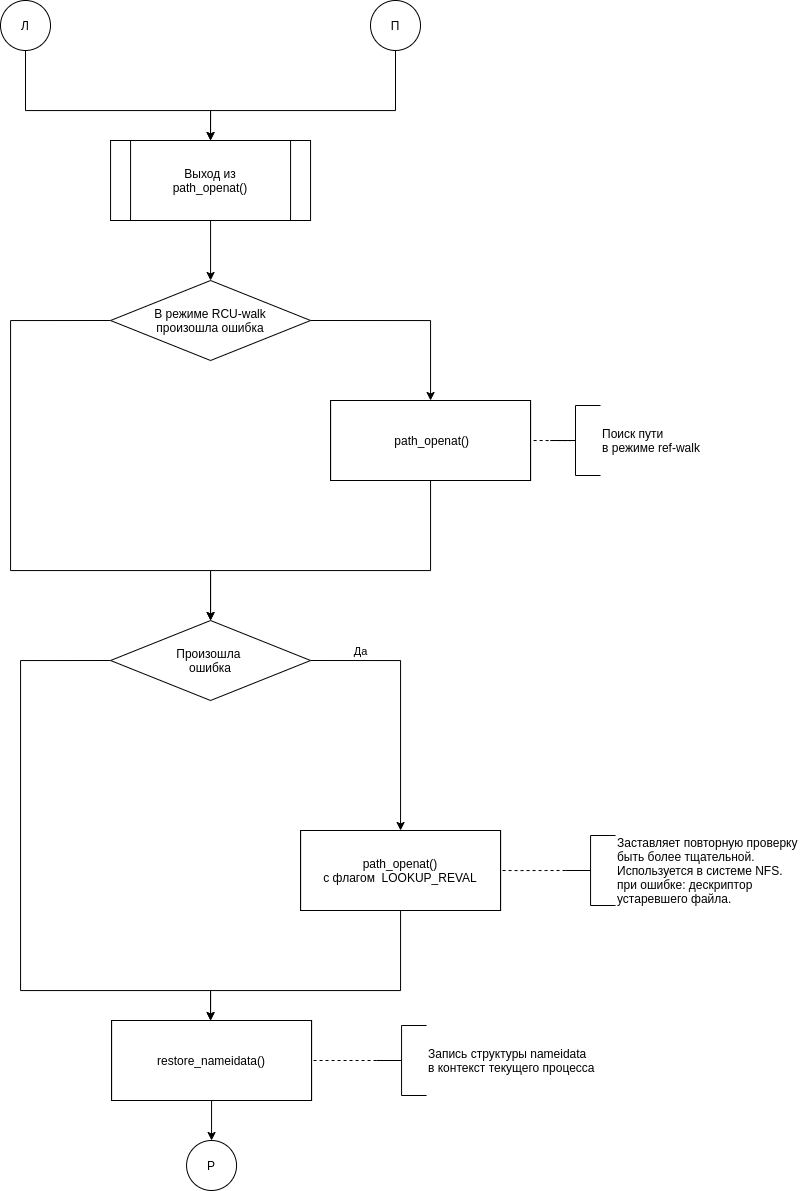 Л
П
Выход из
path_openat()
В режиме RCU-walk
произошла ошибка
path_openat()
Поиск пути
в режиме ref-walk
Произошла
ошибка
Да
path_openat()
с флагом LOOKUP_REVAL
Заставляет повторную проверку
быть более тщательной.
Используется в системе NFS.
при ошибке: дескриптор
устаревшего файла.
restore_nameidata()
Запись структуры nameidata
в контекст текущего процесса
Р